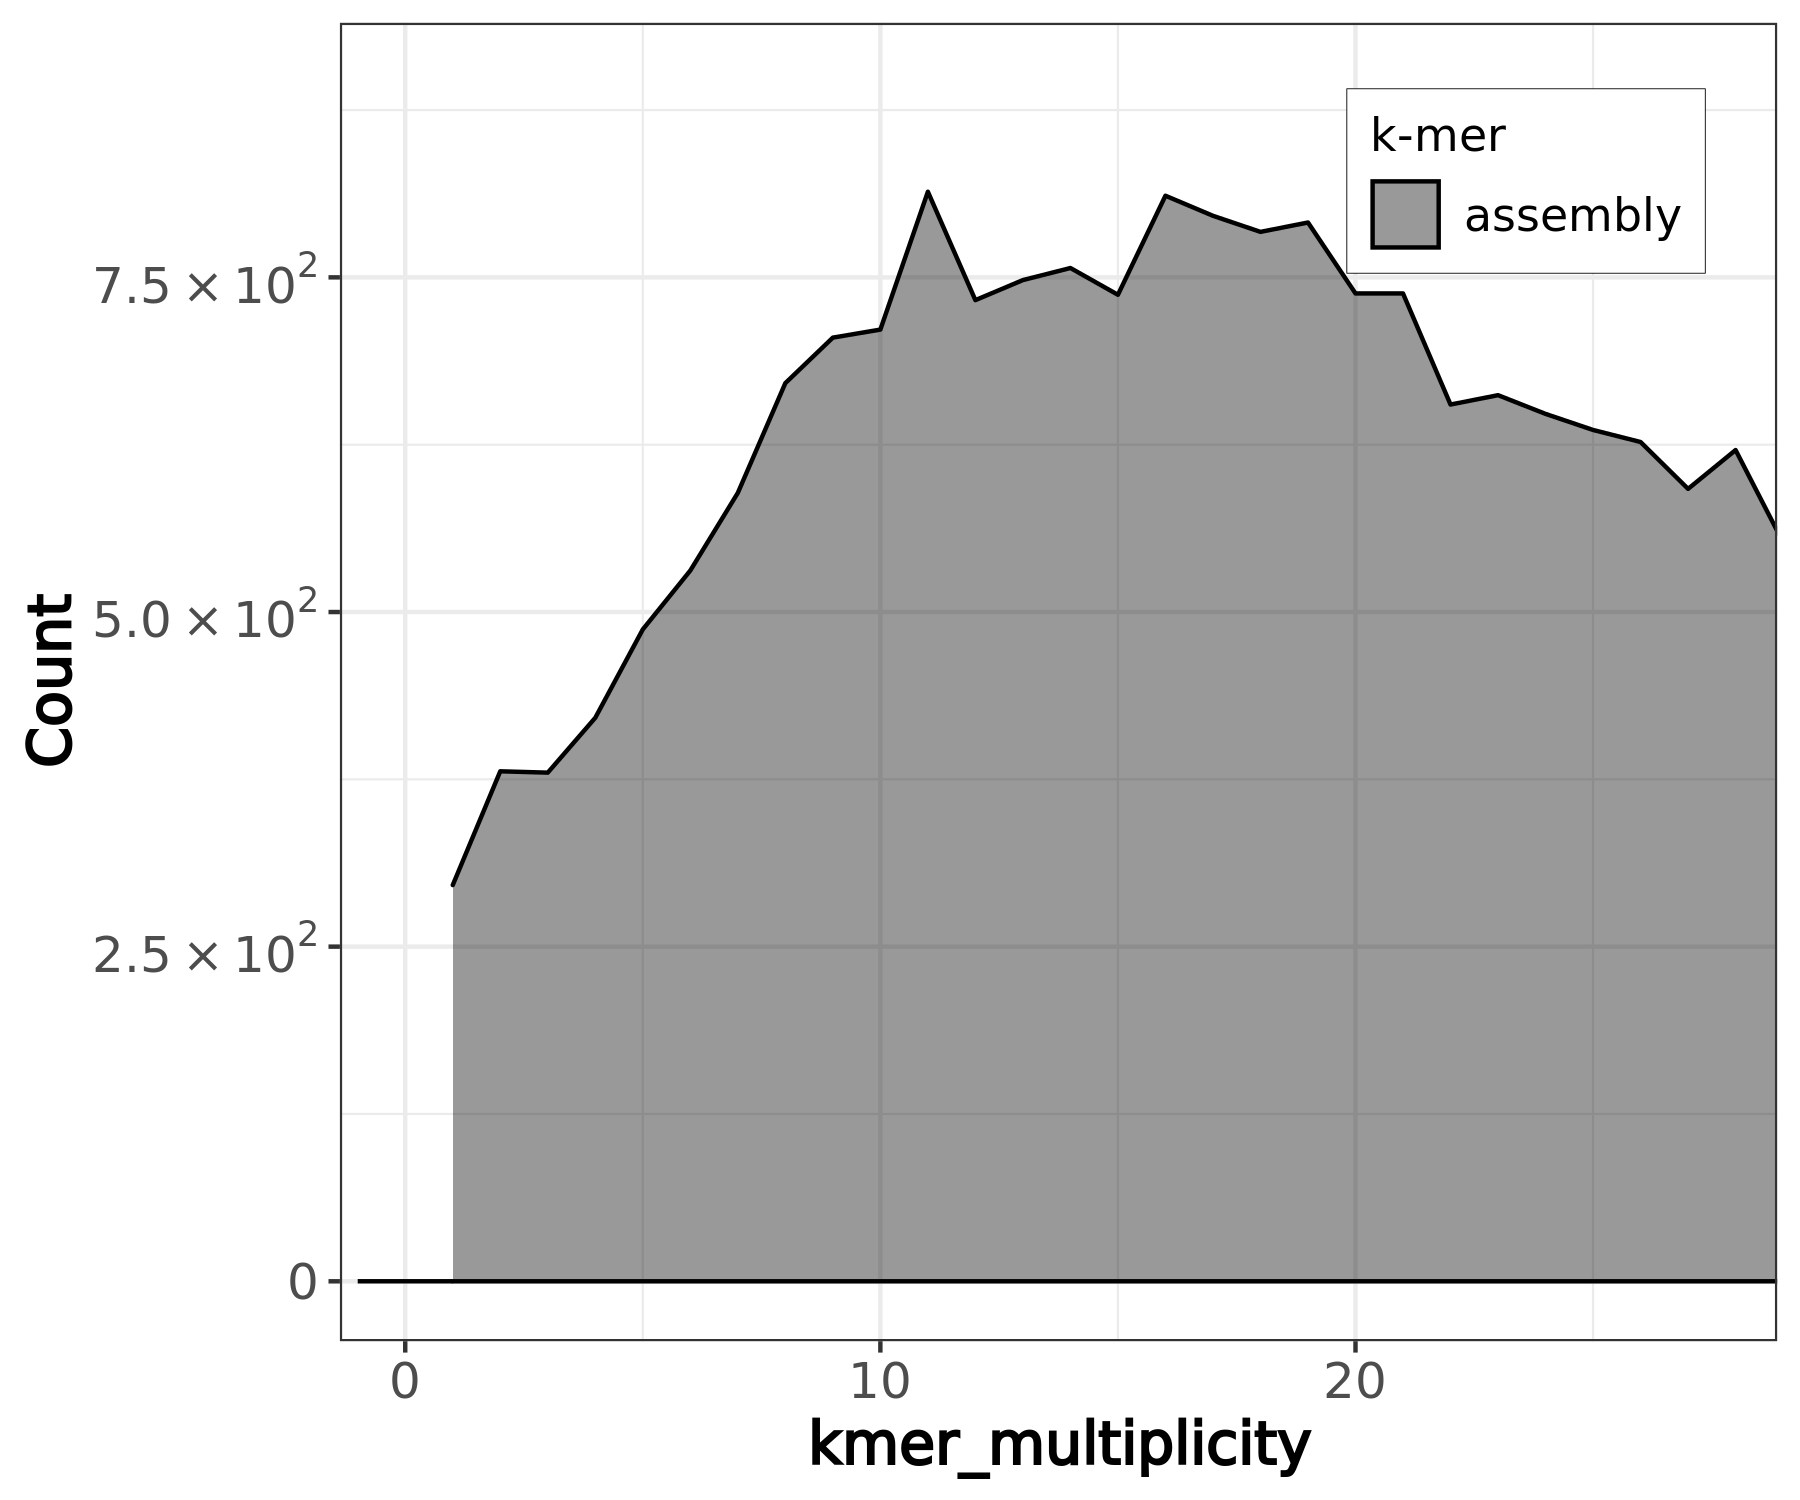 k-mer
assembly
7.5 × 10²
5.0 × 10²
2.5 × 10²
0
Count
0 10 20
kmer_multiplicity